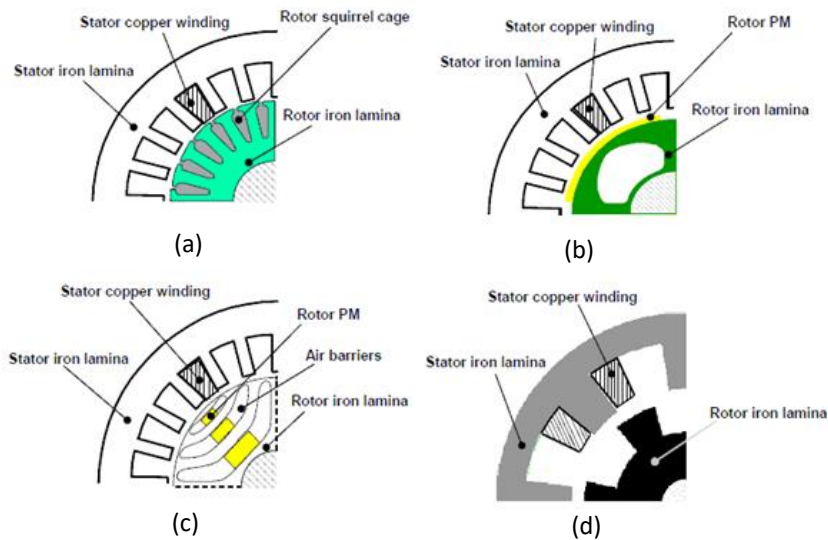 Stator copper winding
Rotor squirrel cage
Stator iron lamina
Rotor iron lamina
(a)
Stator copper winding
Rotor PM
Stator iron lamina
Rotor iron lamina
(b)
Stator copper winding
Rotor PM
Stator iron lamina
Air barriers
Rotor iron lamina
(c)
Stator copper winding
Stator iron lamina
Rotor iron lamina
(d)